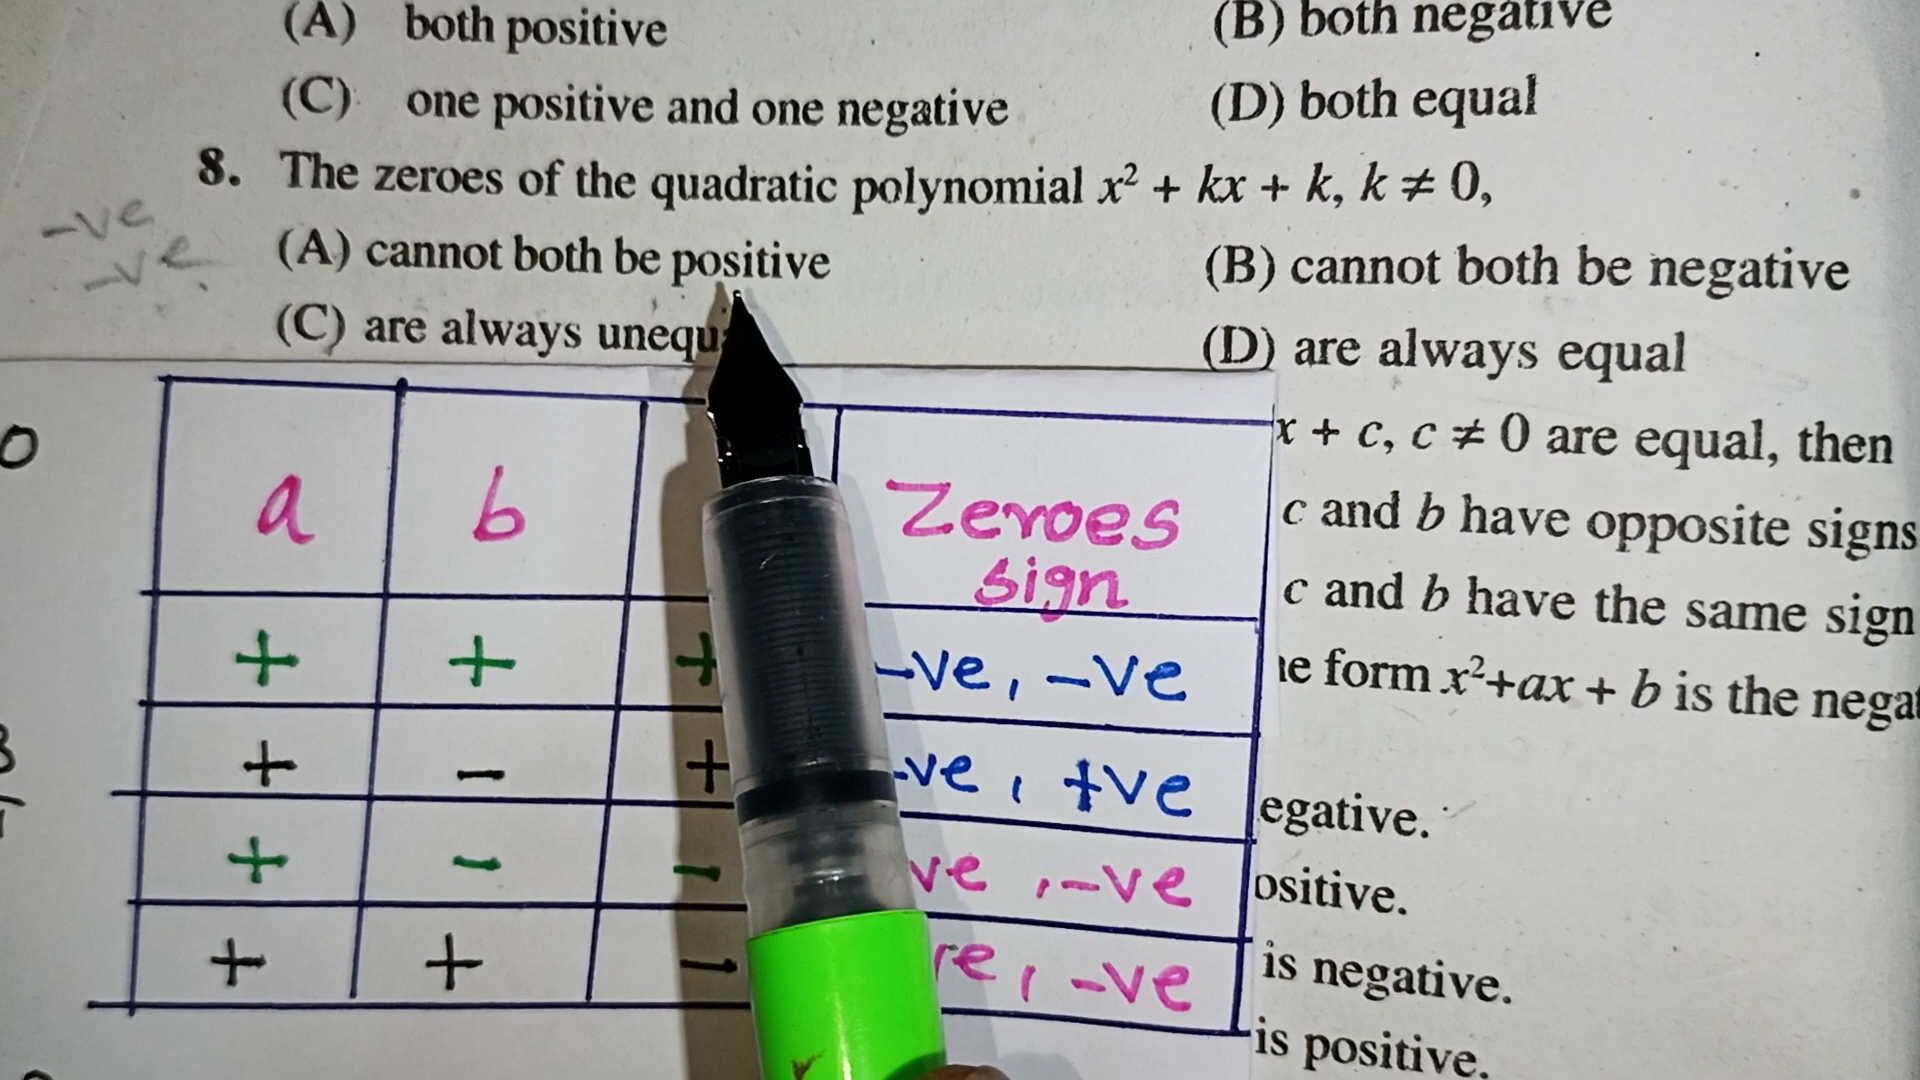 (A) both positive (B) both negative
(C) one positive and one negative (D) both equal
8. The zeroes of the quadratic polynomial x² + kx + k, k ≠ 0,
-ve
-ve
(A) cannot both be positive (B) cannot both be negative
(C) are always unequ (D) are always equal
x + c, c ≠ 0 are equal, then
c and b have opposite signs
c and b have the same sign
e form x²+ax + b is the nega
egative.
ositive.
is negative.
is positive.
0
a b Zeroes sign
+ + + -ve, -ve
+ - + ve, +ve
+ - - ve, -ve
+ + - e, -ve